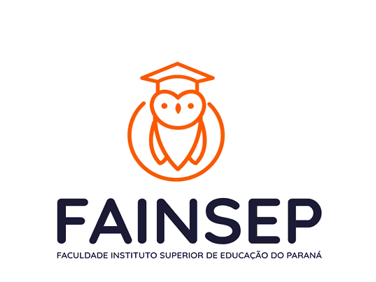 FAINSEP
FACULDADE INSTITUTO SUPERIOR DE EDUCAÇÃO DO PARANÁ